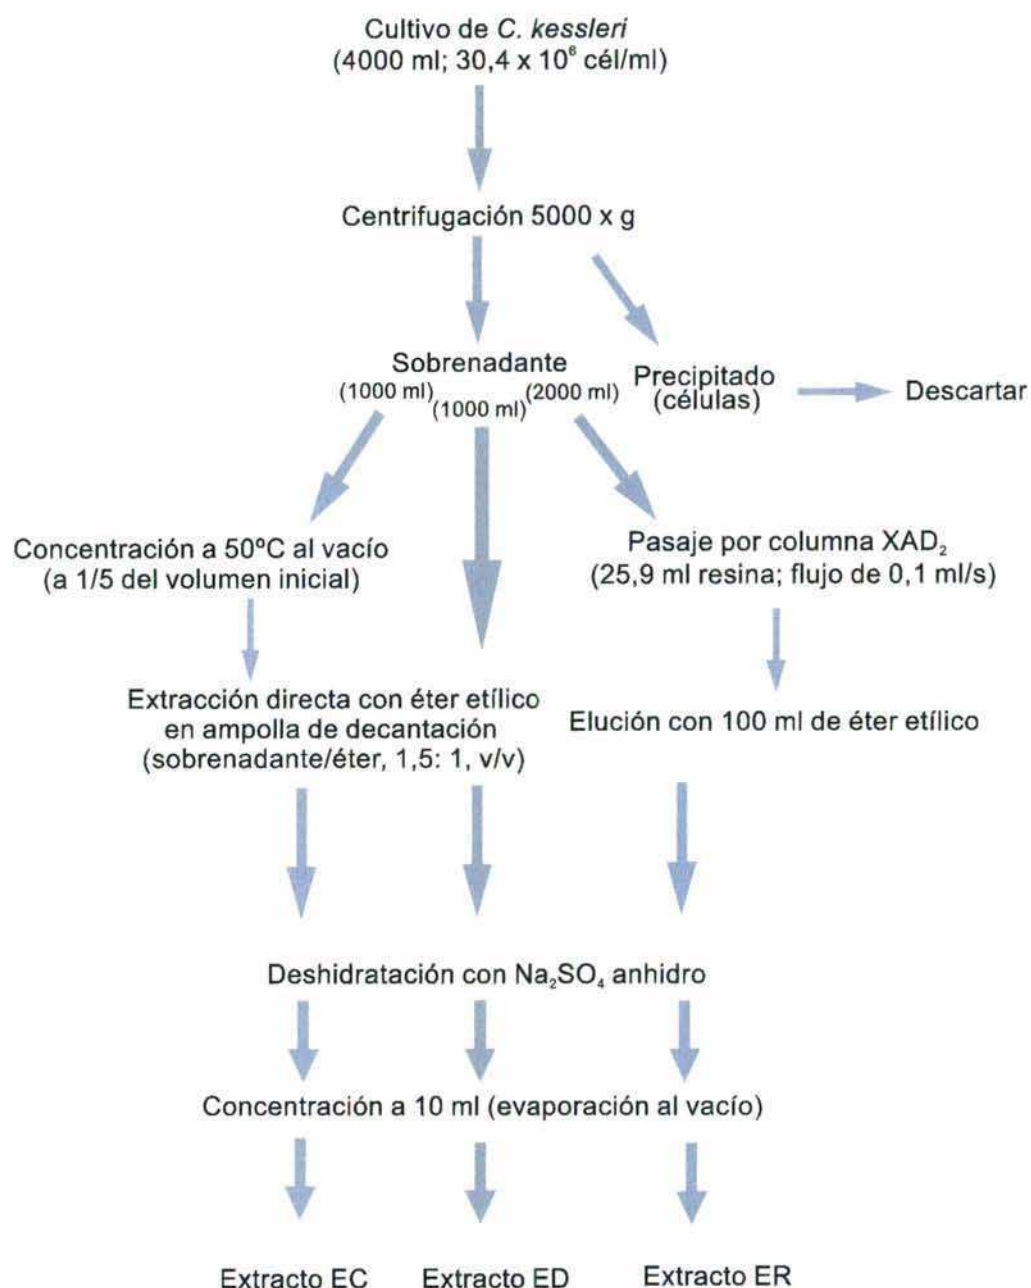 Cultivo de C. kessleri
(4000 ml; 30,4 x 10⁶ cél/ml)
Centrifugación 5000 x g
Sobrenadante
(1000 ml)
(1000 ml)
(2000 ml)
Precipitado
(células)
Descartar
Concentración a 50ºC al vacío
(a 1/5 del volumen inicial)
Pasaje por columna XAD₂
(25,9 ml resina; flujo de 0,1 ml/s)
Extracción directa con éter etílico
en ampolla de decantación
(sobrenadante/éter, 1,5: 1, v/v)
Elución con 100 ml de éter etílico
Deshidratación con Na₂SO₄ anhidro
Concentración a 10 ml (evaporación al vacío)
Extracto EC
Extracto ED
Extracto ER